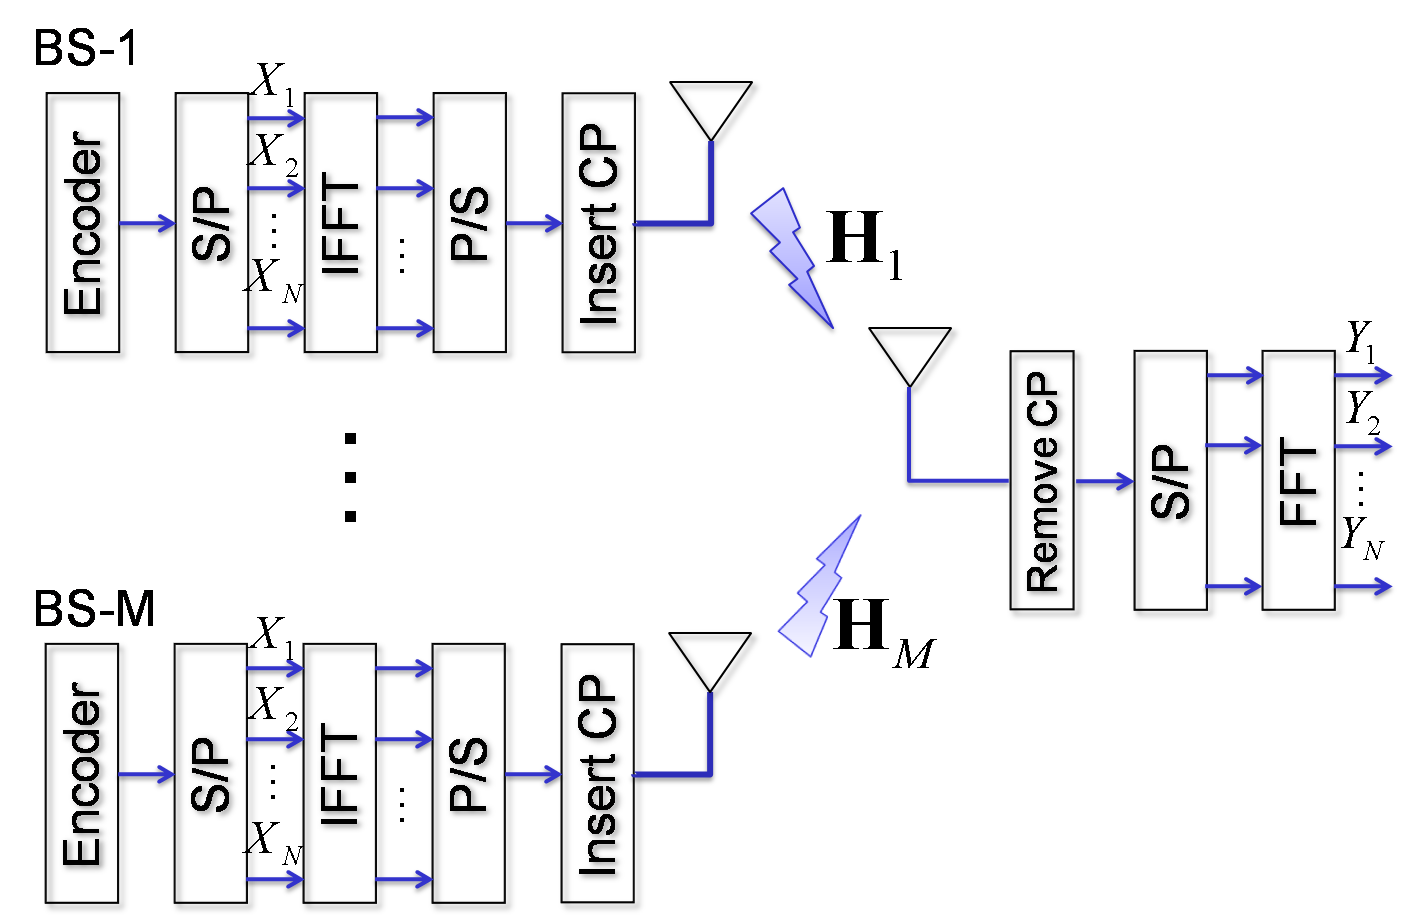 BS-1
Encoder
S/P
X1
X2
⋮
XN
IFFT
⋮
P/S
Insert CP
H1
⋮
BS-M
Encoder
S/P
X1
X2
⋮
XN
IFFT
⋮
P/S
Insert CP
HM
Remove CP
S/P
FFT
Y1
Y2
⋮
YN